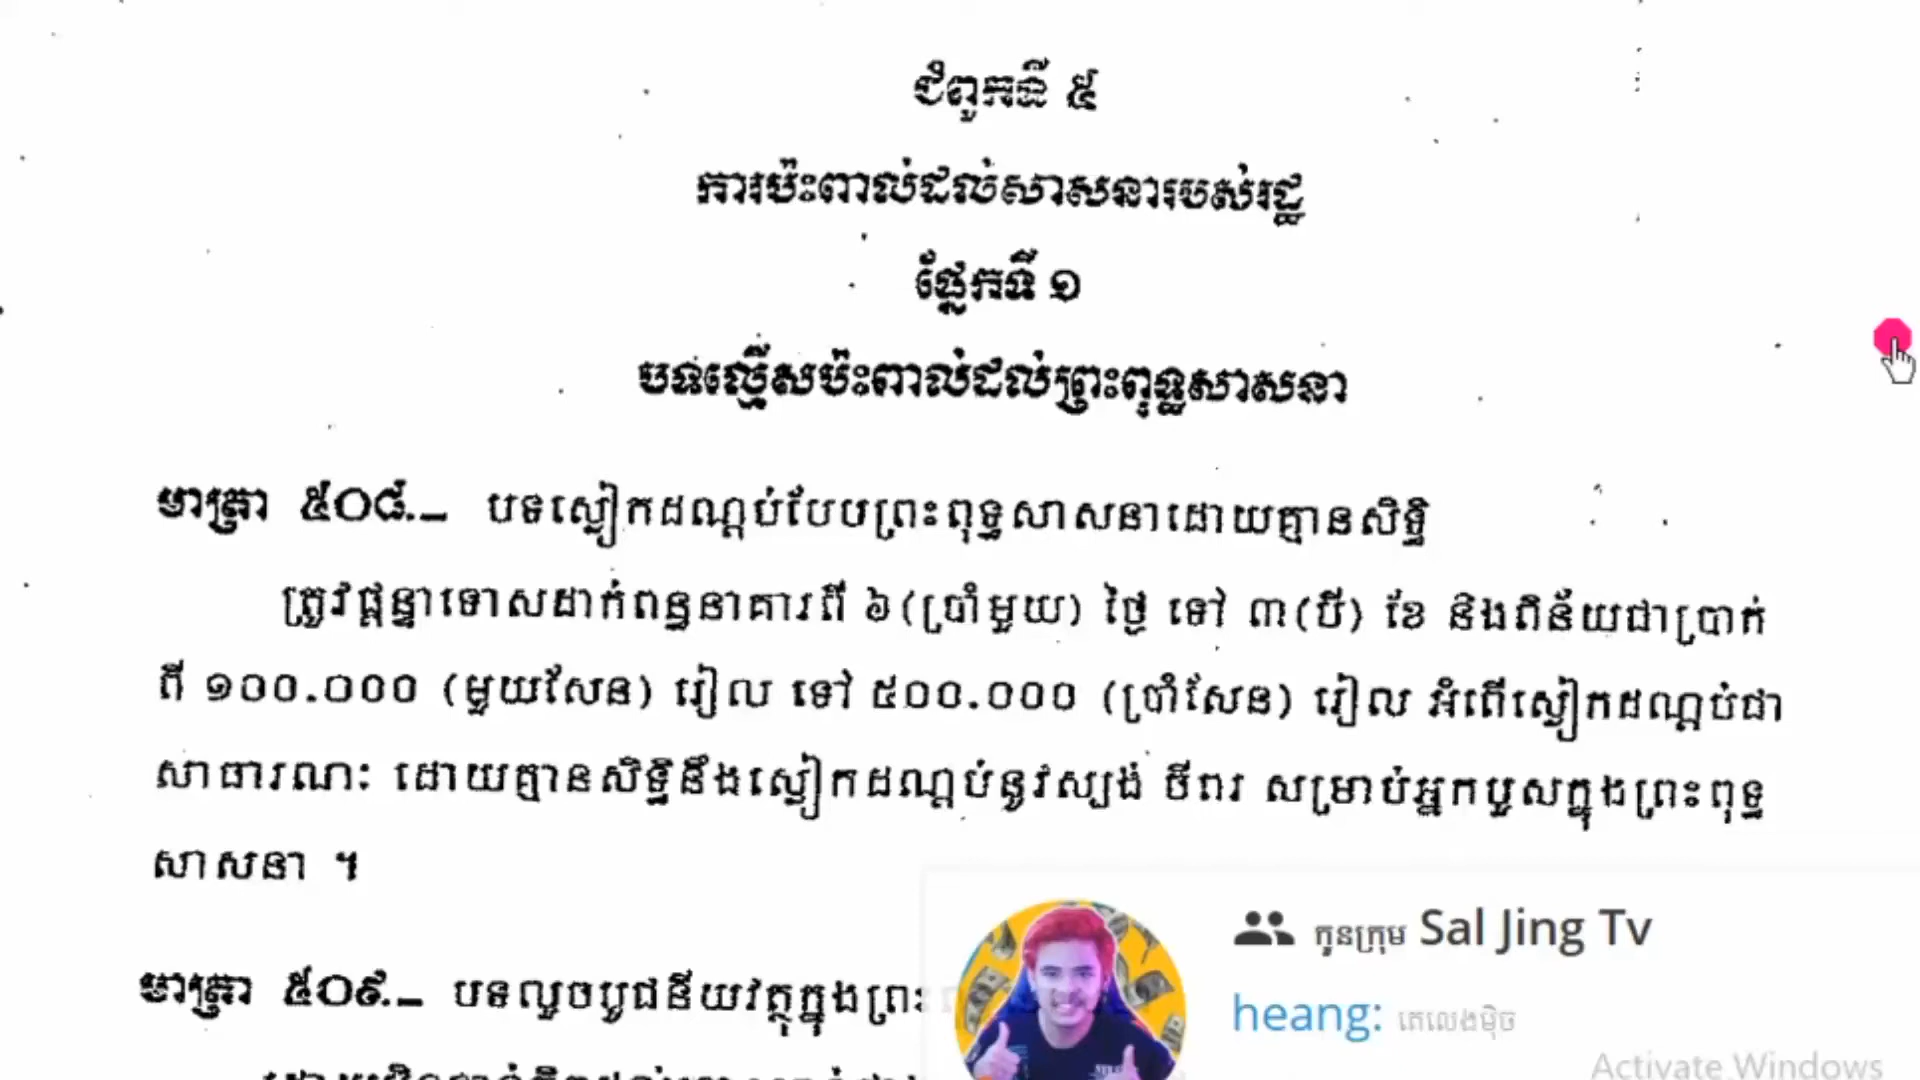 ជំពូកទី ៥
ការប៉ះពាល់ដល់សាសនារបស់រដ្ឋ
ផ្នែកទី ១
បទល្មើសប៉ះពាល់ដល់ព្រះពុទ្ធសាសនា
មាត្រា ៥០៨._ បទស្លៀកដណ្តប់បែបព្រះពុទ្ធសាសនាដោយគ្មានសិទ្ធិ
ត្រូវផ្តន្ទាទោសដាក់ពន្ធនាគារពី ៦(ប្រាំមួយ) ថ្ងៃ ទៅ ៣(បី) ខែ និងពិន័យជាប្រាក់
ពី ១០០.០០០ (មួយសែន) រៀល ទៅ ៥០០.០០០ (ប្រាំសែន) រៀល អំពើស្លៀកដណ្តប់ជា
សាធារណៈ ដោយគ្មានសិទ្ធិនឹងស្លៀកដណ្តប់នូវស្បង់ ចីពរ សម្រាប់អ្នកបួសក្នុងព្រះពុទ្ធ
សាសនា ។
មាត្រា ៥០៩._ បទលួចបូជនីយវត្ថុក្នុងព្រះ
កូនក្រុម Sal Jing Tv
heang: តេលេងម៉ិច
Activate Windows